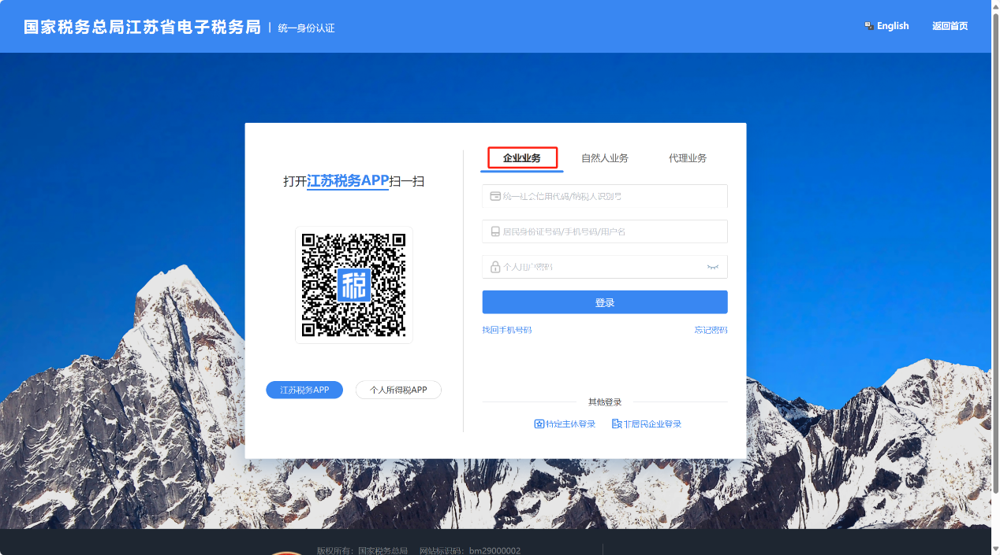 国家税务总局江苏省电子税务局 | 统一身份认证
English 返回首页
打开江苏税务APP扫一扫
税
江苏税务APP 个人所得税APP
企业业务 自然人业务 代理业务
统一社会信用代码/纳税人识别号
居民身份证号码/手机号码/用户名
个人用户密码
登录
找回手机号码 忘记密码
其他登录
特定主体登录 非居民企业登录
版权所有：国家税务总局 网站标识码：bm29000002